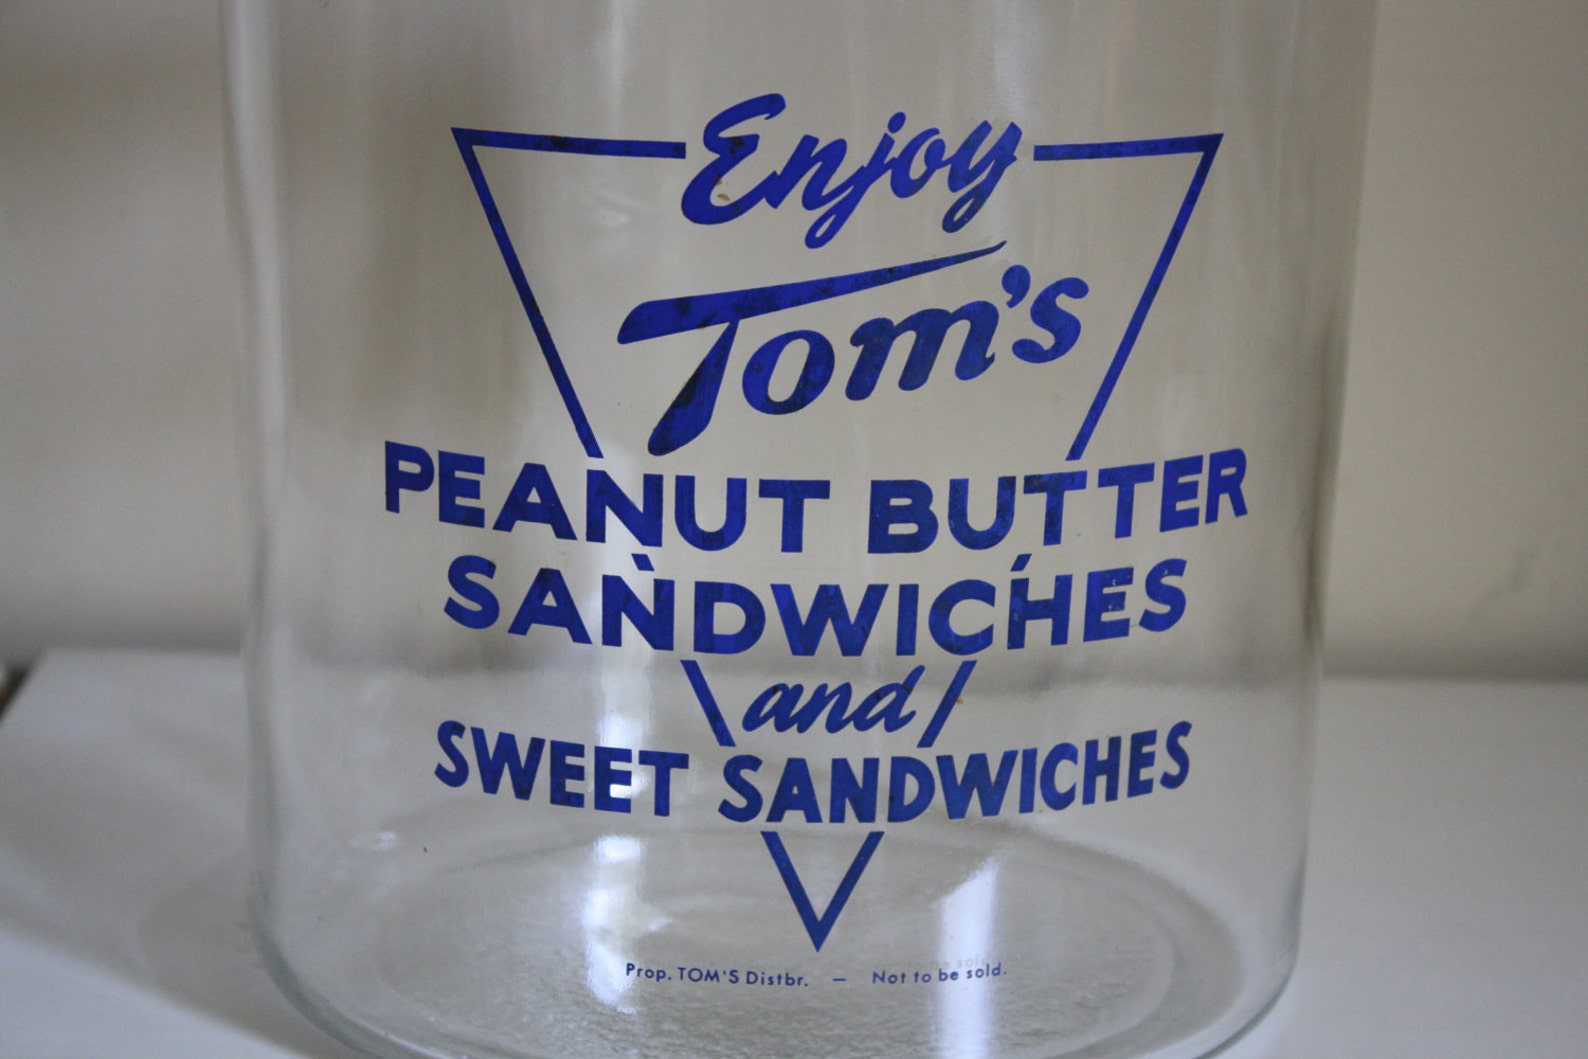 Enjoy
Tom's
PEANUT BUTTER
SANDWICHES
and
SWEET SANDWICHES
Prop. TOM'S Distbr. — Not to be sold.